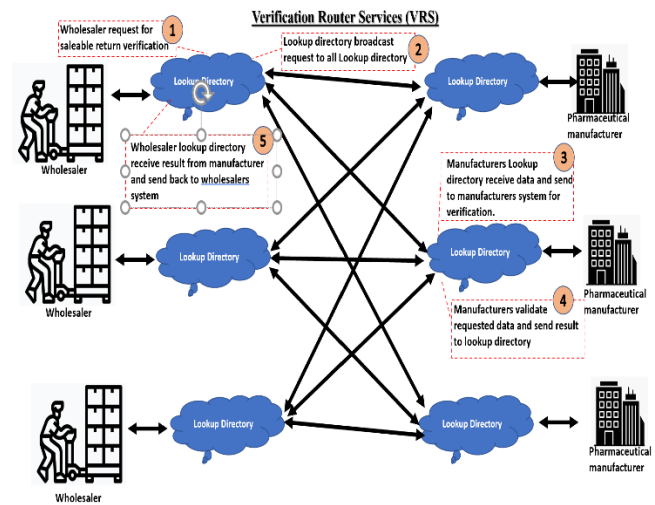 Verification Router Services (VRS)
Wholesaler request for
saleable return verification
1
Lookup directory broadcast
request to all Lookup directory
2
Lookup Directory
Lookup Directory
Wholesaler
Pharmaceutical
manufacturer
5
Wholesaler lookup directory
receive result from manufacturer
and send back to wholesalers
system
3
Manufacturers Lookup
directory receive data and send
to manufacturers system for
verification.
Lookup Directory
Lookup Directory
Wholesaler
Pharmaceutical
manufacturer
4
Manufacturers validate
requested data and send result
to lookup directory
Lookup Directory
Lookup Directory
Wholesaler
Pharmaceutical
manufacturer